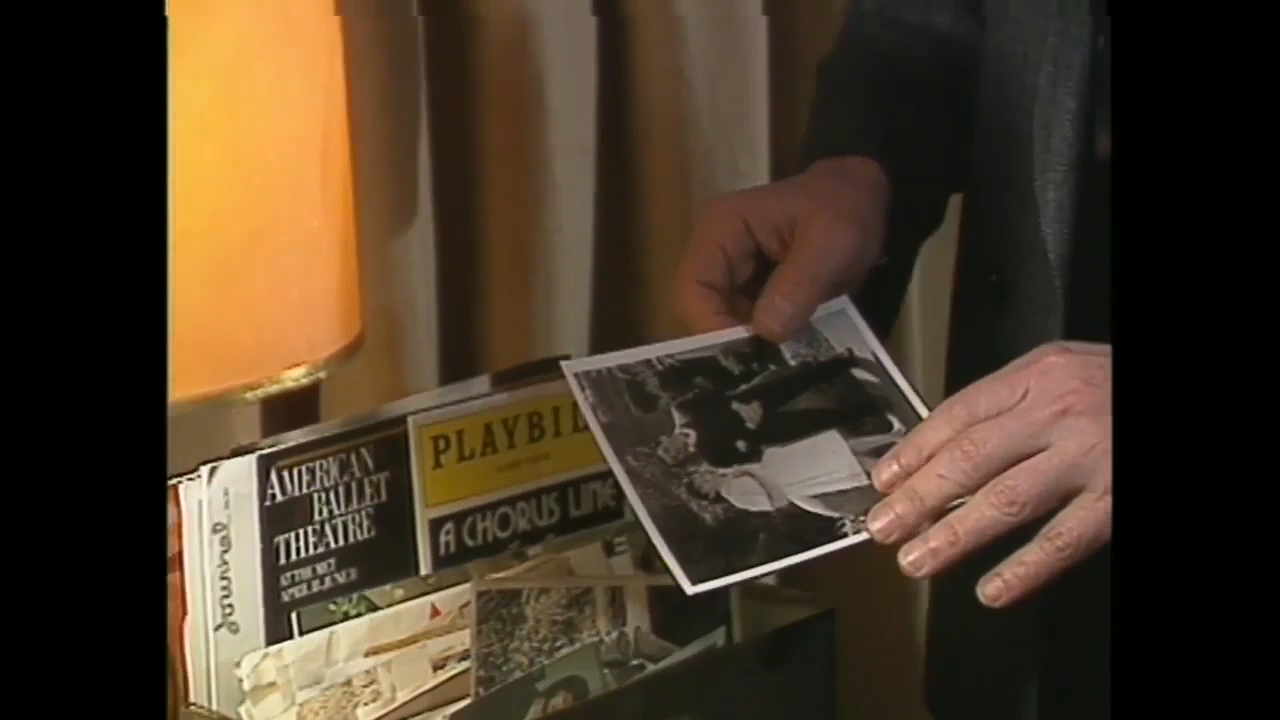 AMERICAN
BALLET
THEATRE
AT THE MET
journal
PLAYBIL
A CHORUS LINE